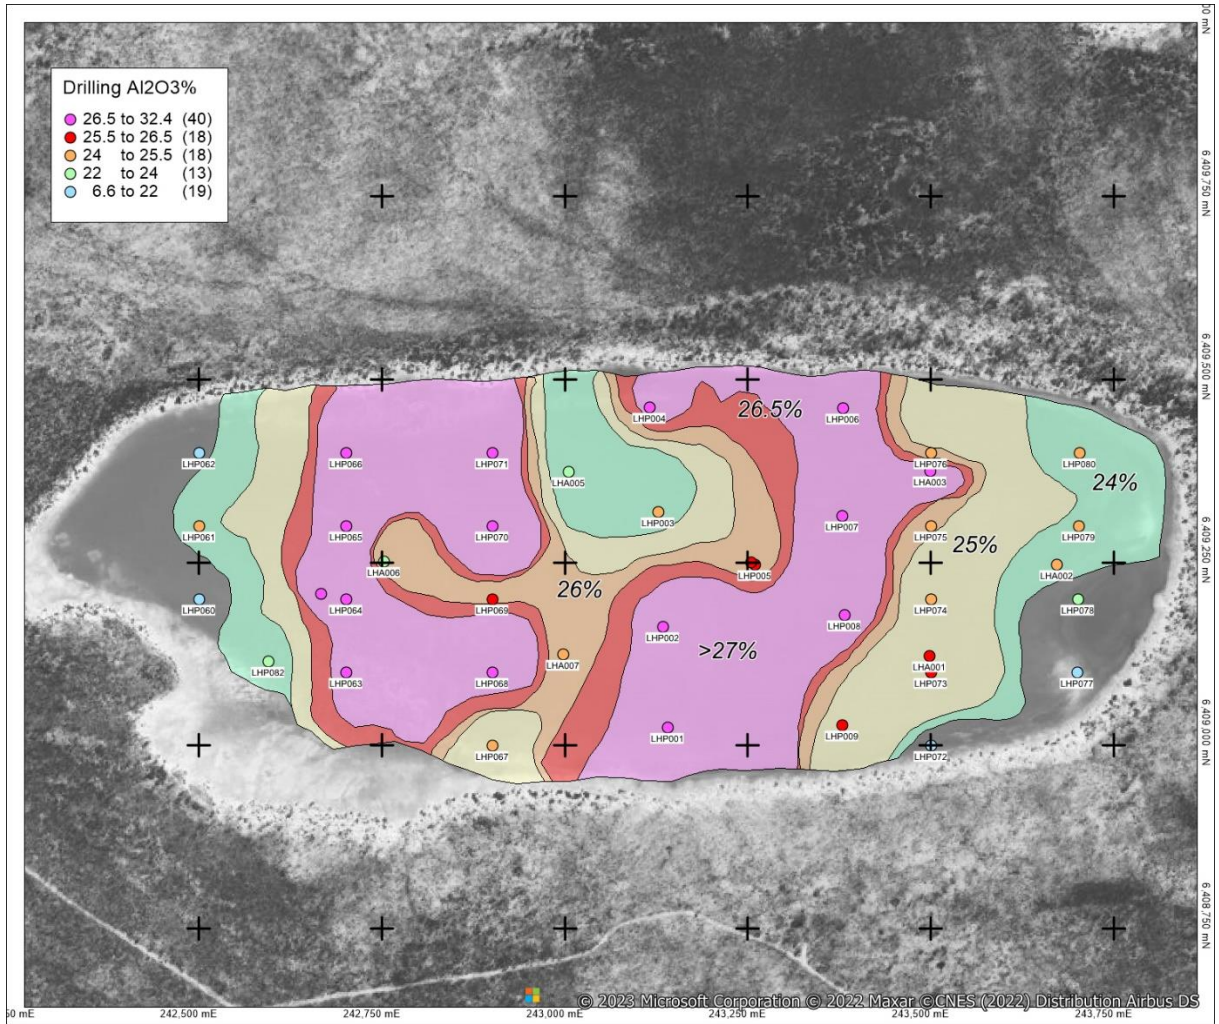 00 mN
Drilling Al2O3%
26.5 to 32.4 (40)
25.5 to 26.5 (18)
24 to 25.5 (18)
22 to 24 (13)
6.6 to 22 (19)
6,409,750 mN
6,409,500 mN
LHP004
26.5%
LHP006
LHP062
LHP066
LHP071
LHP076
LHP080
LHA005
LHA003
24%
LHP003
LHP061
LHP065
LHP070
LHP007
LHP075
LHP079
25%
6,409,250 mN
LHA006
LHP005
LHA002
26%
LHP060
LHP064
LHP069
LHP074
LHP078
LHP002
LHP008
>27%
LHA007
LHA001
LHP082
LHP063
LHP068
LHP073
LHP077
LHP001
LHP009
6,409,000 mN
LHP067
LHP072
6,408,750 mN
© 2023 Microsoft Corporation © 2022 Maxar ©CNES (2022) Distribution Airbus DS
50 mE
242,500 mE
242,750 mE
243,000 mE
243,250 mE
243,500 mE
243,750 mE